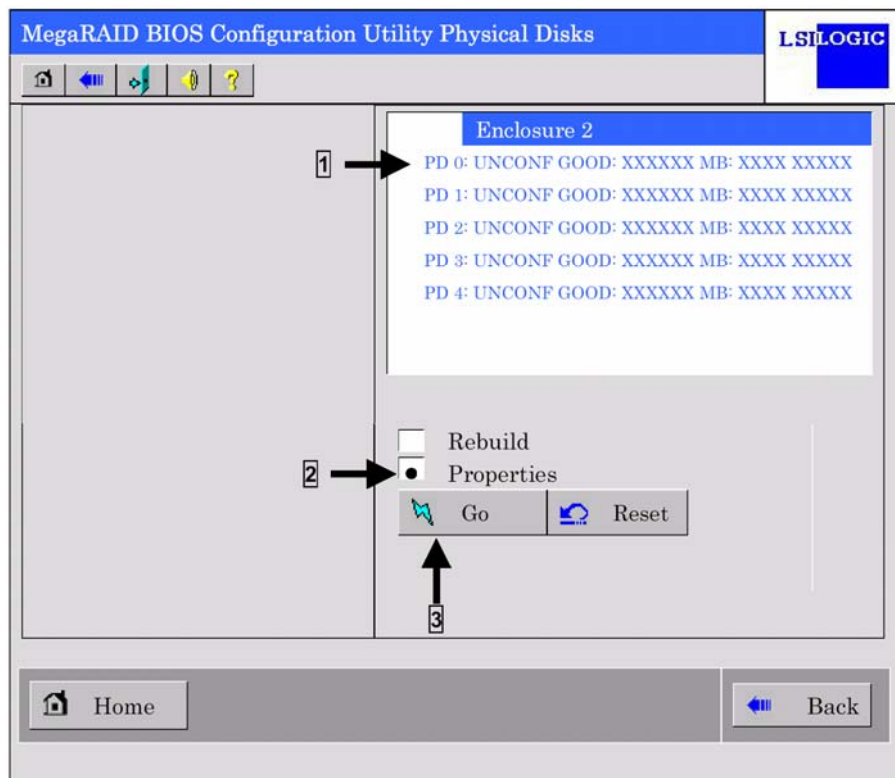 MegaRAID BIOS Configuration Utility Physical Disks
LSILOGIC
Enclosure 2
1
PD 0: UNCONF GOOD: XXXXXX MB: XXXX XXXXX
PD 1: UNCONF GOOD: XXXXXX MB: XXXX XXXXX
PD 2: UNCONF GOOD: XXXXXX MB: XXXX XXXXX
PD 3: UNCONF GOOD: XXXXXX MB: XXXX XXXXX
PD 4: UNCONF GOOD: XXXXXX MB: XXXX XXXXX
Rebuild
2
Properties
Go
Reset
3
Home
Back